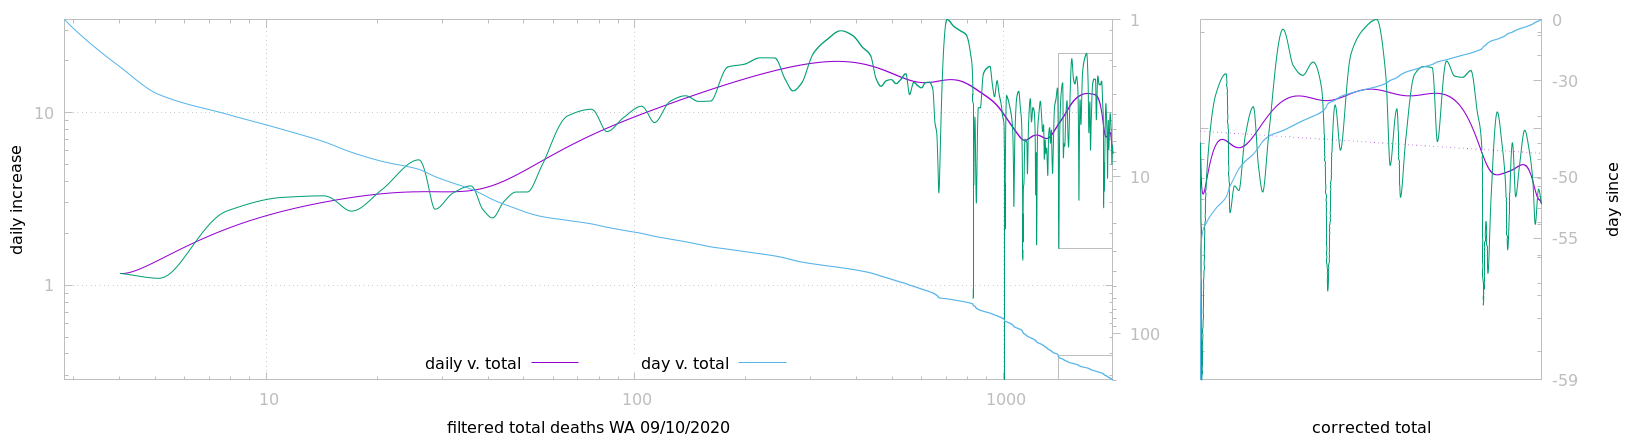 daily increase
10
1
daily v. total
day v. total
10
100
1000
filtered total deaths WA 09/10/2020
1
10
100
0
-30
-50
-55
-59
day since
corrected total